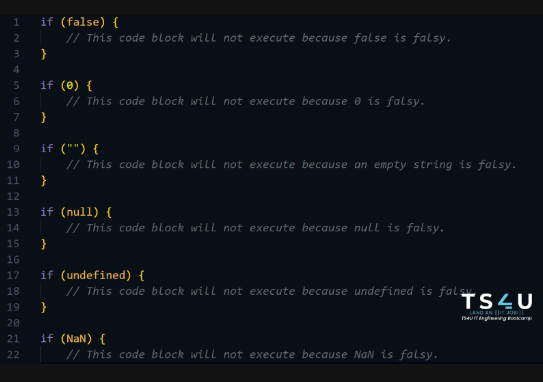 1 if (false) {
2 // This code block will not execute because false is falsy.
3 }
4
5 if (0) {
6 // This code block will not execute because 0 is falsy.
7 }
8
9 if ("") {
10 // This code block will not execute because an empty string is falsy.
11 }
12
13 if (null) {
14 // This code block will not execute because null is falsy.
15 }
16
17 if (undefined) {
18 // This code block will not execute because undefined is falsy.
19 }
20
21 if (NaN) {
22 // This code block will not execute because NaN is falsy.
TS4U
LAND AN [IT JOB]
TS4U IT Engineering Bootcamp